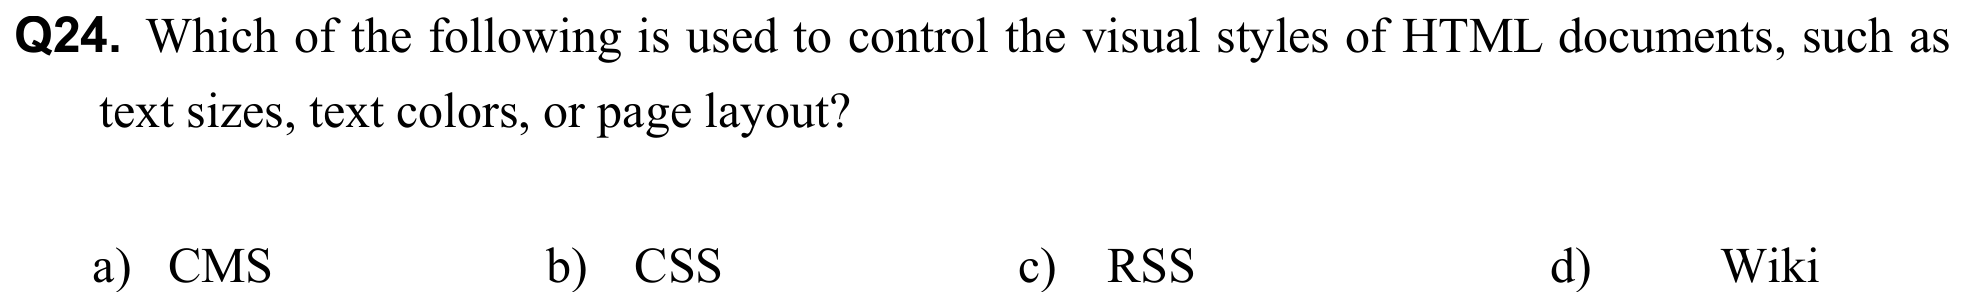 Q24. Which of the following is used to control the visual styles of HTML documents, such as
text sizes, text colors, or page layout?
a) CMS b) CSS c) RSS d) Wiki